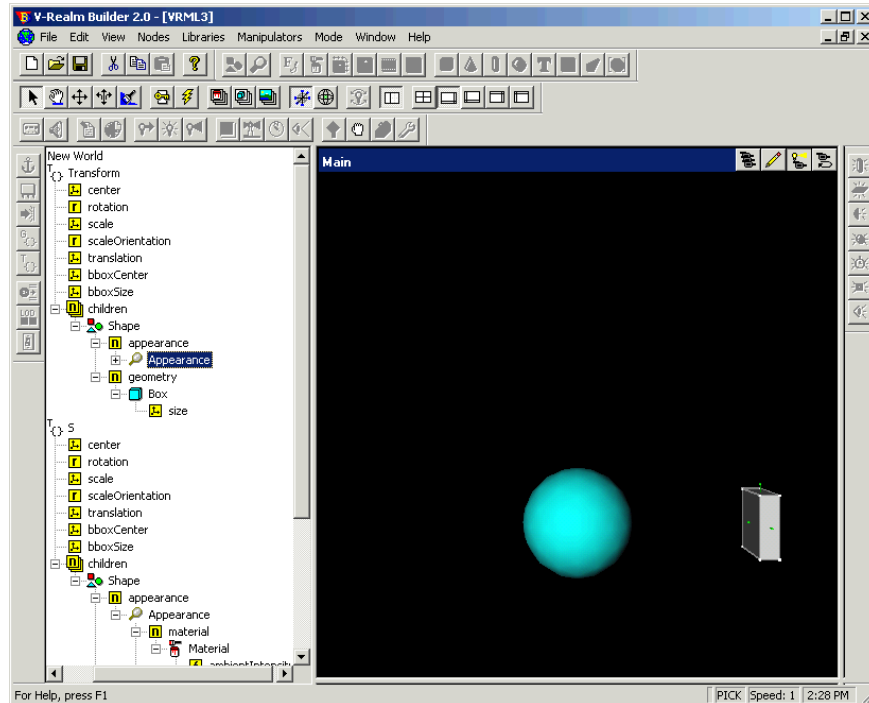 V-Realm Builder 2.0 - [VRML3]
File Edit View Nodes Libraries Manipulators Mode Window Help
New World
Transform
center
rotation
scale
scaleOrientation
translation
bboxCenter
bboxSize
children
Shape
appearance
Appearance
geometry
Box
size
S
center
rotation
scale
scaleOrientation
translation
bboxCenter
bboxSize
children
Shape
appearance
Appearance
material
Material
Main
For Help, press F1
PICK Speed: 1 2:28 PM